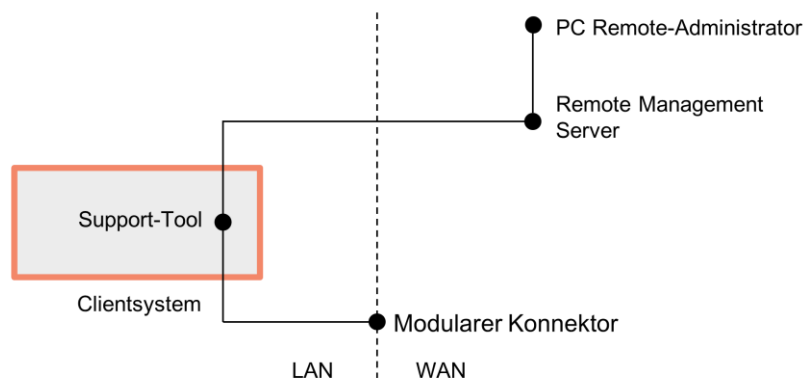 PC Remote-Administrator
Remote Management
Server
Support-Tool
Clientsystem
Modularer Konnektor
LAN
WAN